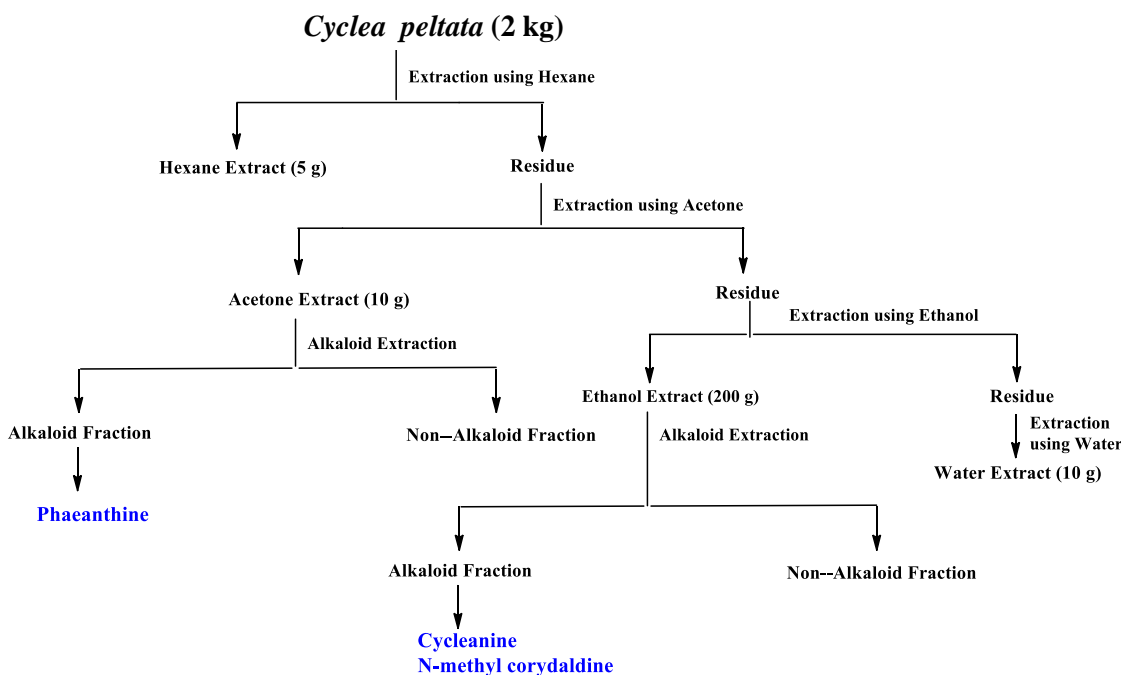 Cyclea peltata (2 kg)
Extraction using Hexane
Hexane Extract (5 g)
Residue
Extraction using Acetone
Acetone Extract (10 g)
Residue
Extraction using Ethanol
Alkaloid Extraction
Ethanol Extract (200 g)
Residue
Alkaloid Fraction
Non--Alkaloid Fraction
Alkaloid Extraction
Extraction
using Water
Water Extract (10 g)
Phaeanthine
Alkaloid Fraction
Non--Alkaloid Fraction
Cycleanine
N-methyl corydaldine